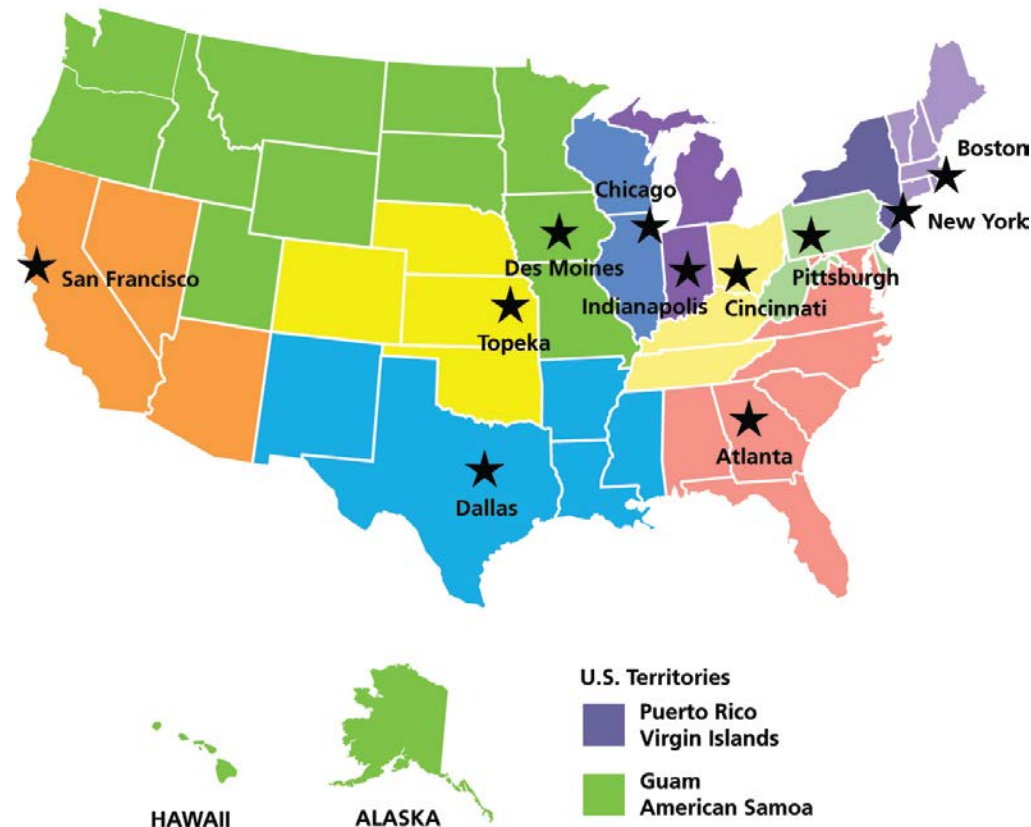 Boston
Chicago
New York
San Francisco
Des Moines
Pittsburgh
Indianapolis
Cincinnati
Topeka
Atlanta
Dallas
U.S. Territories
Puerto Rico
Virgin Islands
Guam
American Samoa
HAWAII
ALASKA